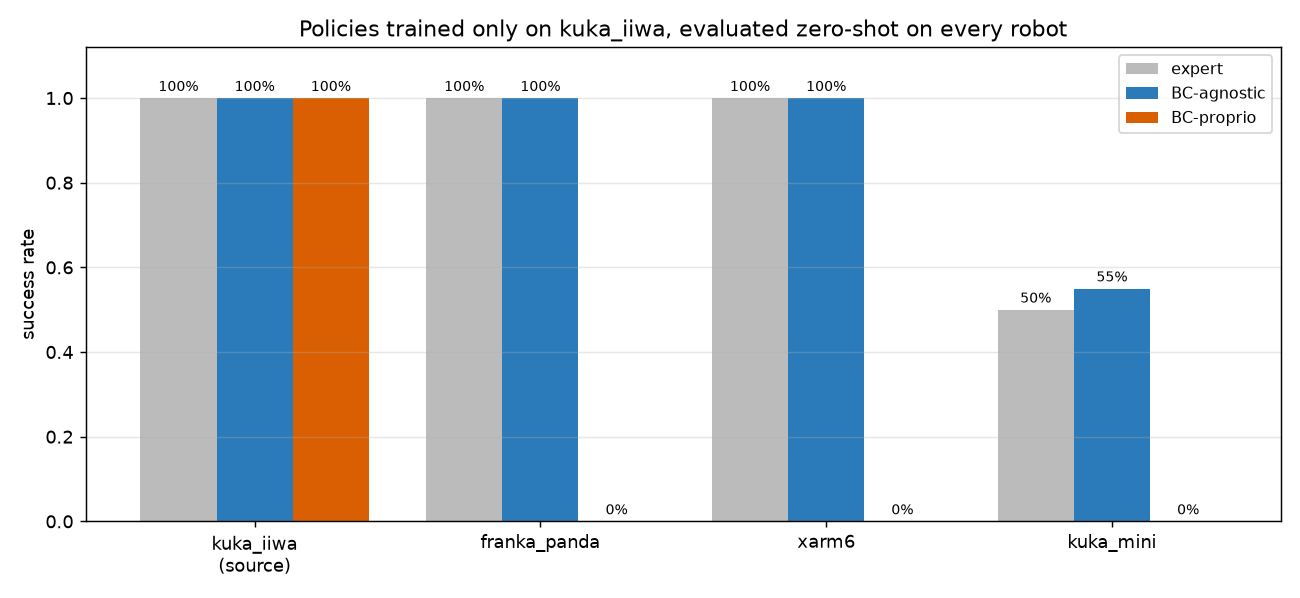 Policies trained only on kuka_iiwa, evaluated zero-shot on every robot
expert
BC-agnostic
BC-proprio
success rate
1.0
0.8
0.6
0.4
0.2
0.0
100% 100% 100%
100% 100% 0%
100% 100% 0%
50% 55% 0%
kuka_iiwa
(source)
franka_panda
xarm6
kuka_mini